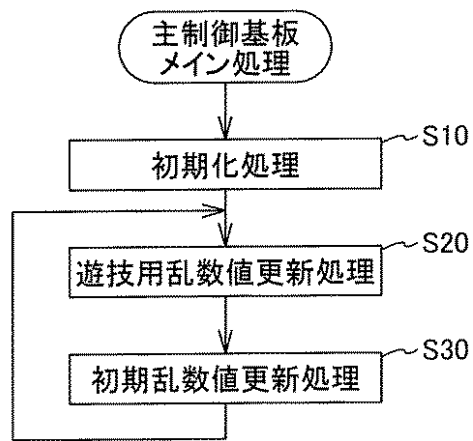 主制御基板
メイン処理
S10
初期化処理
S20
遊技用乱数値更新処理
S30
初期乱数値更新処理